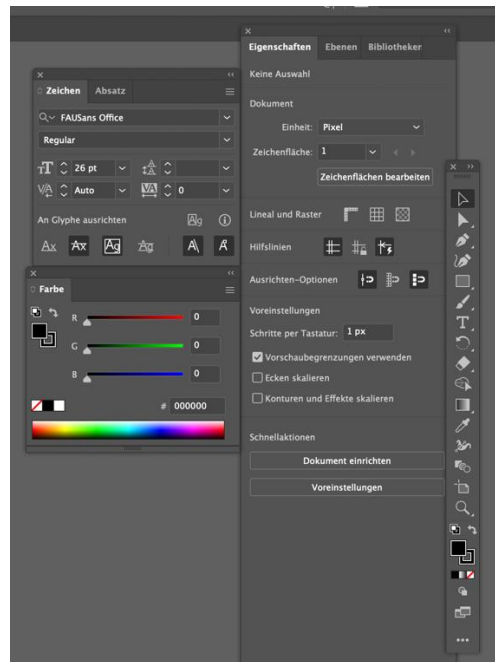 Zeichen Absatz
FAUSans Office
Regular
26 pt
Auto 0
An Glyphe ausrichten
Farbe
R 0
G 0
B 0
# 000000
Eigenschaften Ebenen Bibliotheken
Keine Auswahl
Dokument
Einheit: Pixel
Zeichenfläche: 1
Zeichenflächen bearbeiten
Lineal und Raster
Hilfslinien
Ausrichten-Optionen
Voreinstellungen
Schritte per Tastatur: 1 px
Vorschaubegrenzungen verwenden
Ecken skalieren
Konturen und Effekte skalieren
Schnellaktionen
Dokument einrichten
Voreinstellungen